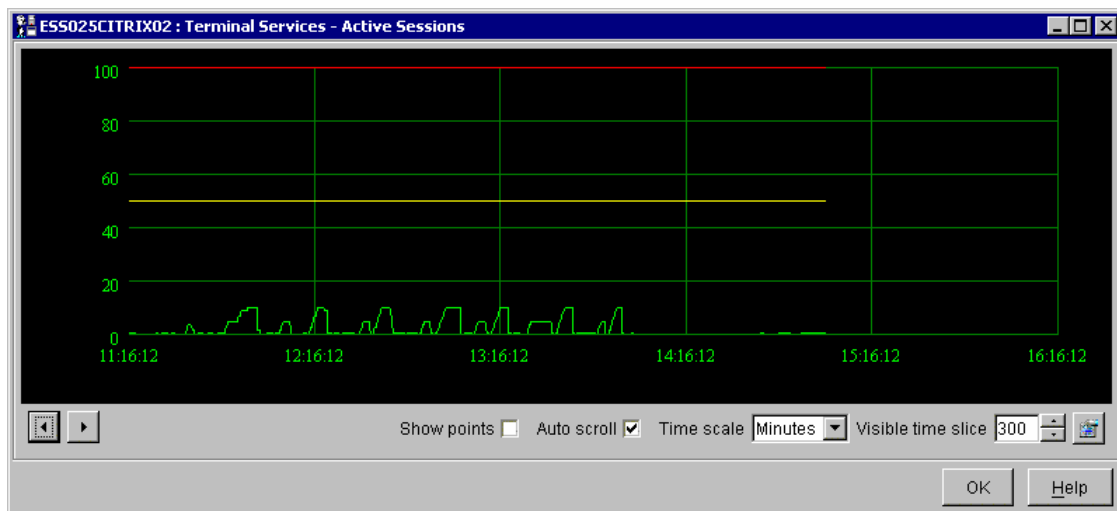 ESS025CITRIX02 : Terminal Services - Active Sessions
100
80
60
40
20
0
11:16:12 12:16:12 13:16:12 14:16:12 15:16:12 16:16:12
Show points Auto scroll Time scale Minutes Visible time slice 300
OK Help